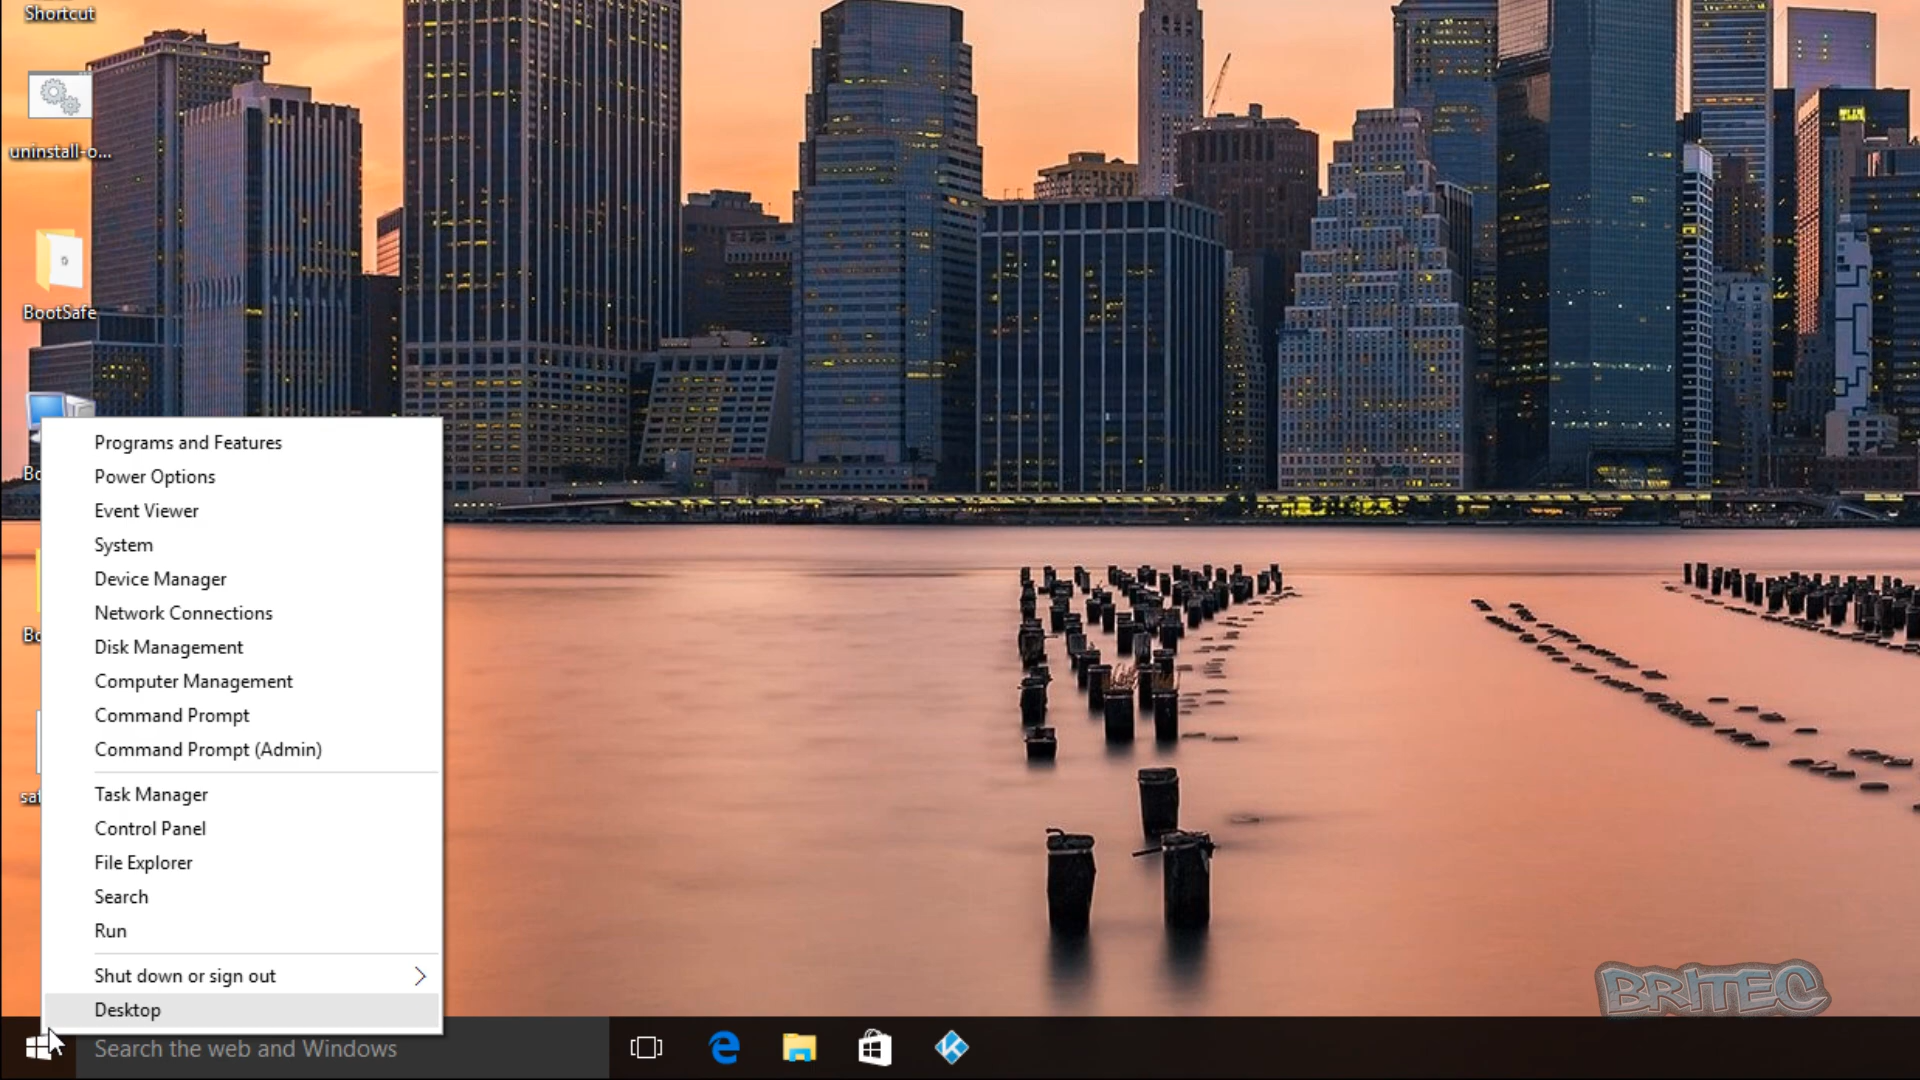 Shortcut
uninstall-o...
BootSafe
Programs and Features
Power Options
Event Viewer
System
Device Manager
Network Connections
Disk Management
Computer Management
Command Prompt
Command Prompt (Admin)
Task Manager
Control Panel
File Explorer
Search
Run
Shut down or sign out
Desktop
Search the web and Windows
BRITEC